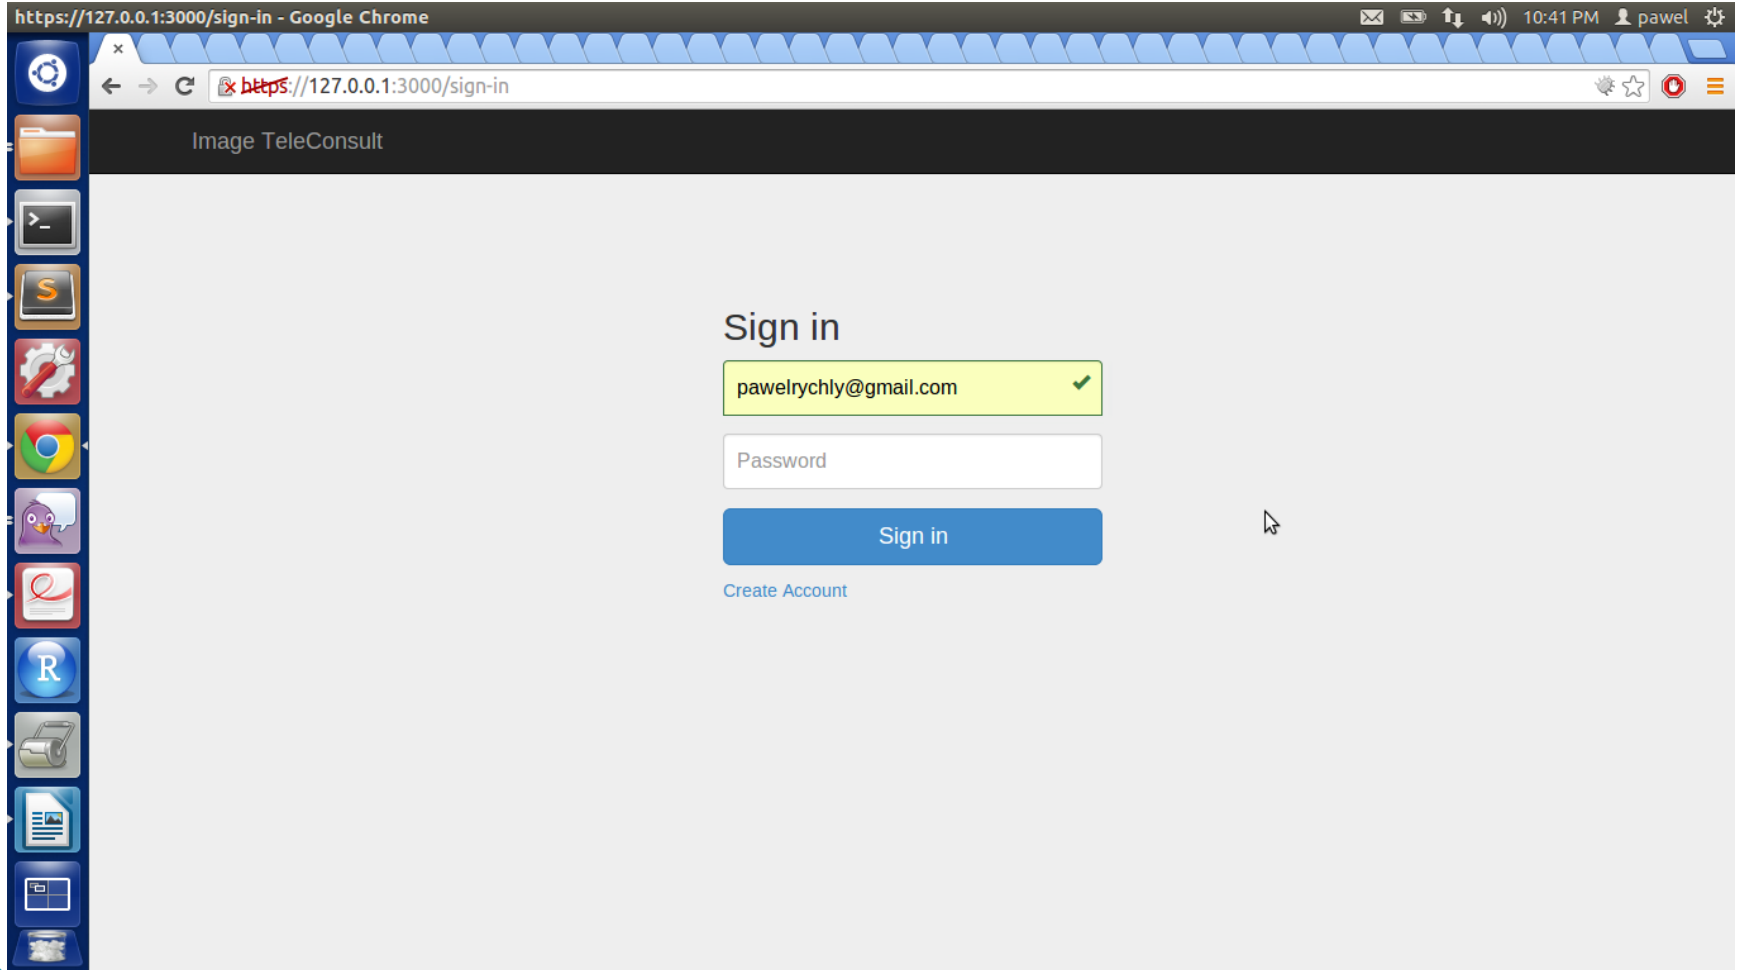 https://127.0.0.1:3000/sign-in - Google Chrome
10:41 PM pawel
https://127.0.0.1:3000/sign-in
Image TeleConsult
Sign in
pawelrychly@gmail.com
Password
Sign in
Create Account